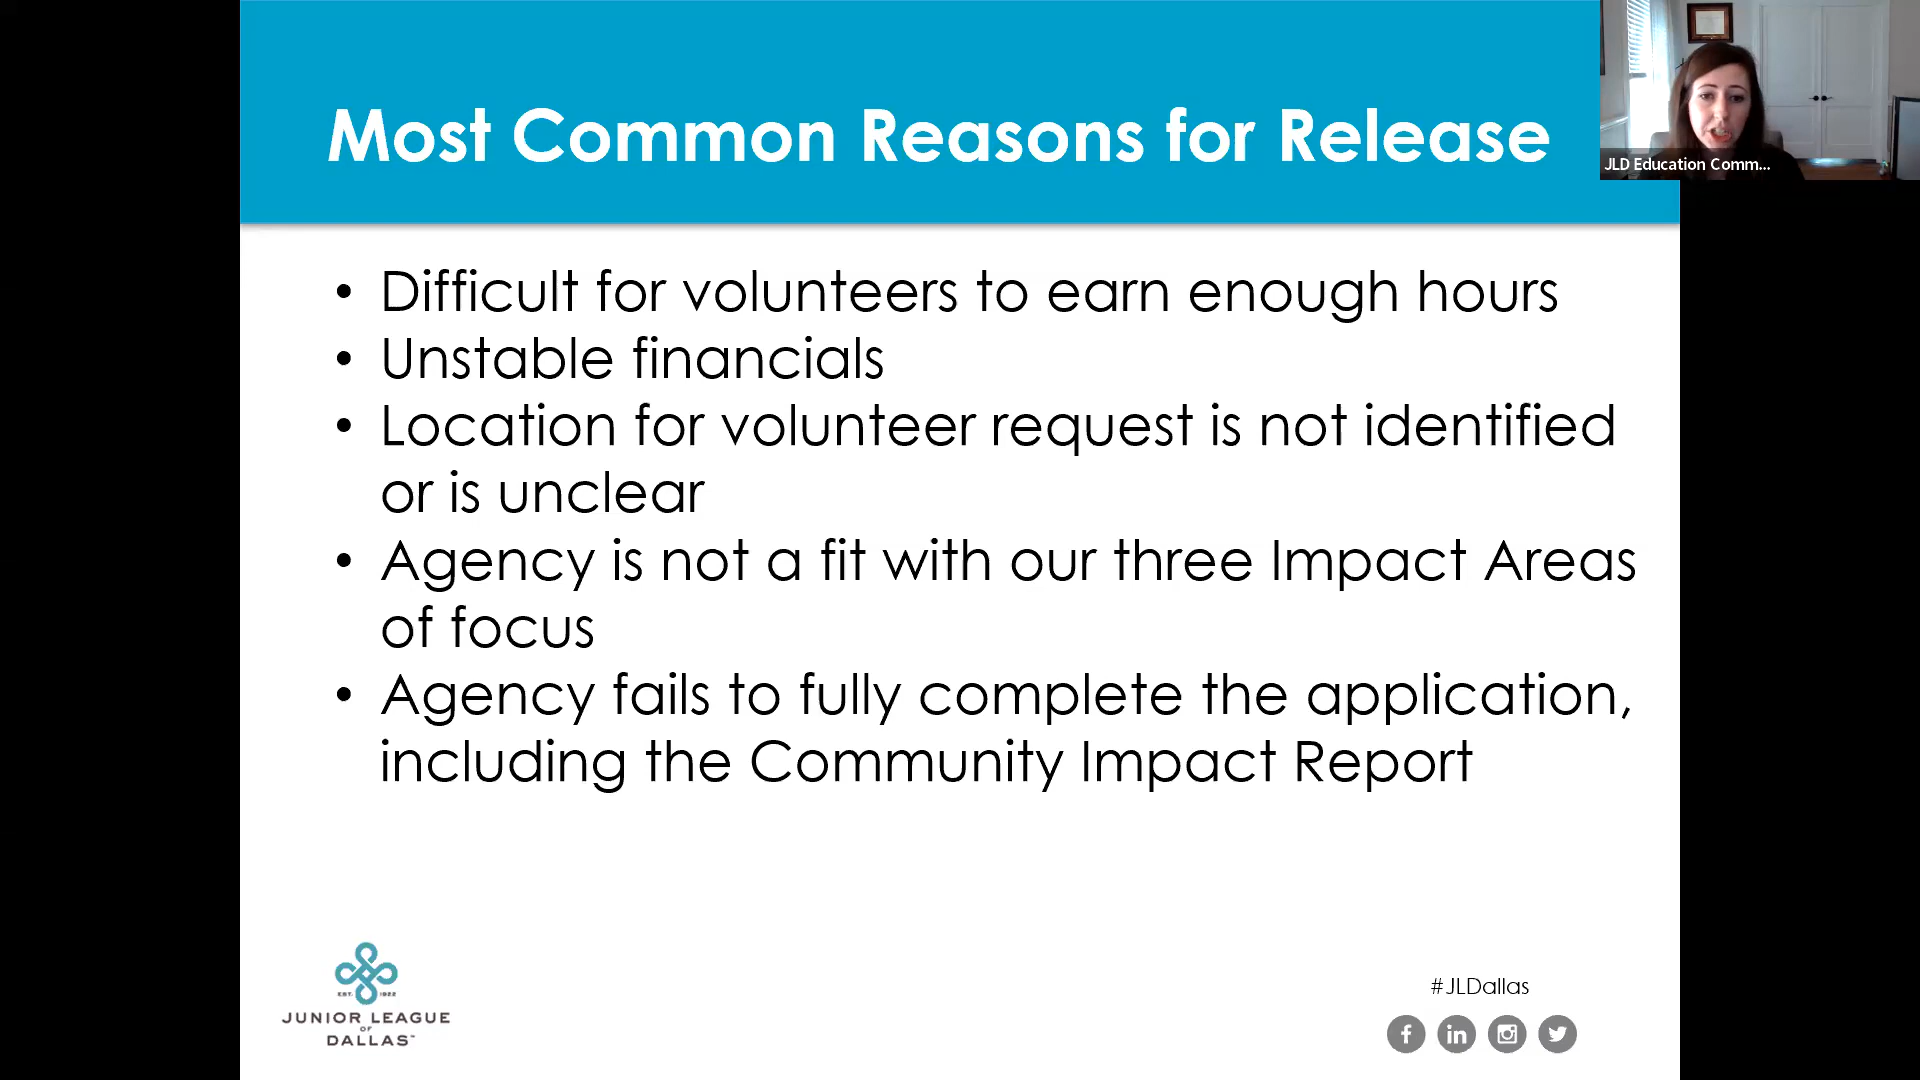 Most Common Reasons for Release
JLD Education Comm...
• Difficult for volunteers to earn enough hours
• Unstable financials
• Location for volunteer request is not identified
or is unclear
• Agency is not a fit with our three Impact Areas
of focus
• Agency fails to fully complete the application,
including the Community Impact Report
EST. 1922
JUNIOR LEAGUE
OF
DALLAS
#JLDallas